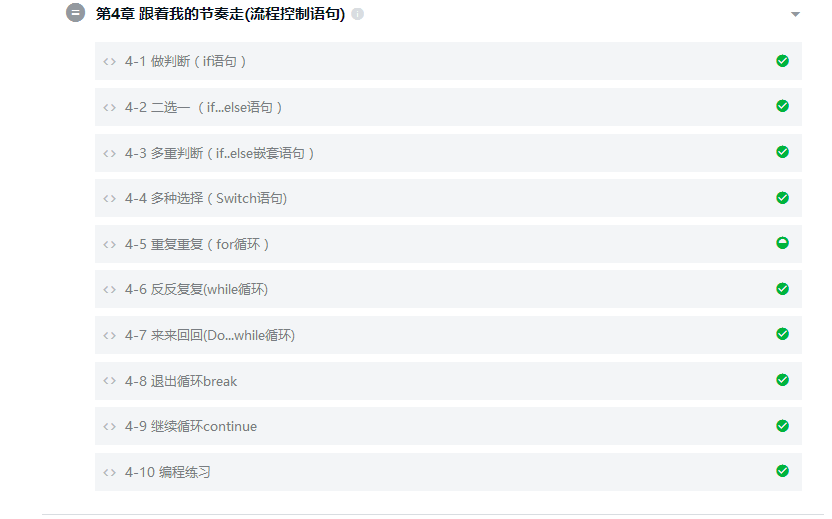 第4章 跟着我的节奏走(流程控制语句)
4-1 做判断（if语句）
4-2 二选一 （if...else语句）
4-3 多重判断（if..else嵌套语句）
4-4 多种选择（Switch语句)
4-5 重复重复（for循环）
4-6 反反复复(while循环)
4-7 来来回回(Do...while循环)
4-8 退出循环break
4-9 继续循环continue
4-10 编程练习